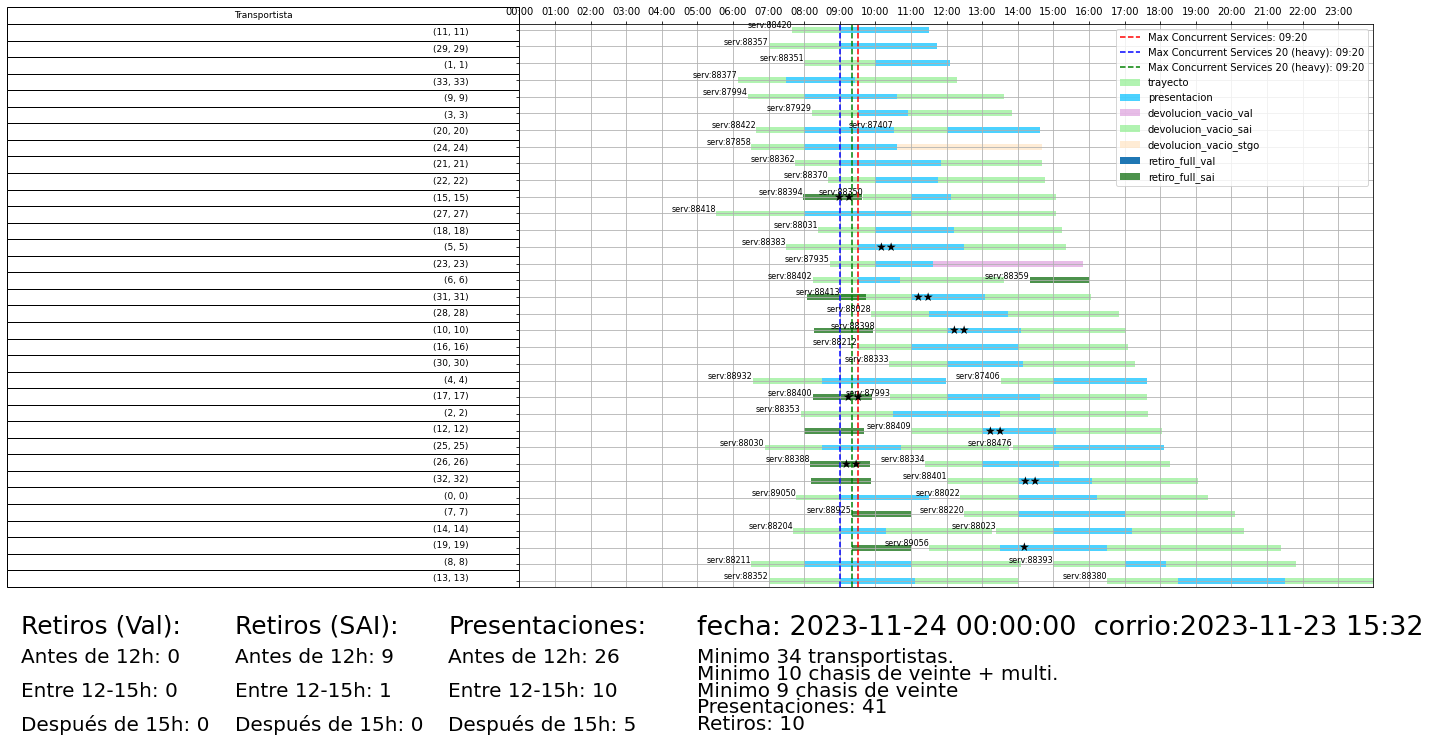 Transportista 00:00 01:00 02:00 03:00 04:00 05:00 06:00 07:00 08:00 09:00 10:00 11:00 12:00 13:00 14:00 15:00 16:00 17:00 18:00 19:00 20:00 21:00 22:00 23:00
(11, 11) serv:88420
(29, 29) serv:88357
(1, 1) serv:88351
(33, 33) serv:88377
(9, 9) serv:87994
(3, 3) serv:87929
(20, 20) serv:88422 serv:87407
(24, 24) serv:87858
(21, 21) serv:88362
(22, 22) serv:88370
(15, 15) serv:88394 serv:88350
(27, 27) serv:88418
(18, 18) serv:88031
(5, 5) serv:88383
(23, 23) serv:87935
(6, 6) serv:88402 serv:88359
(31, 31) serv:88413
(28, 28) serv:88028
(10, 10) serv:88398
(16, 16) serv:88212
(30, 30) serv:88333
(4, 4) serv:88932 serv:87406
(17, 17) serv:88400 serv:87993
(2, 2) serv:88353
(12, 12) serv:88409
(25, 25) serv:88030 serv:88476
(26, 26) serv:88388 serv:88334
(32, 32) serv:88401
(0, 0) serv:89050 serv:88022
(7, 7) serv:88925 serv:88220
(14, 14) serv:88204 serv:88023
(19, 19) serv:89056
(8, 8) serv:88211 serv:88393
(13, 13) serv:88352 serv:88380
Max Concurrent Services: 09:20
Max Concurrent Services 20 (heavy): 09:20
Max Concurrent Services 20 (heavy): 09:20
trayecto
presentacion
devolucion_vacio_val
devolucion_vacio_sai
devolucion_vacio_stgo
retiro_full_val
retiro_full_sai
Retiros (Val):
Antes de 12h: 0
Entre 12-15h: 0
Después de 15h: 0
Retiros (SAI):
Antes de 12h: 9
Entre 12-15h: 1
Después de 15h: 0
Presentaciones:
Antes de 12h: 26
Entre 12-15h: 10
Después de 15h: 5
fecha: 2023-11-24 00:00:00 corrio:2023-11-23 15:32
Minimo 34 transportistas.
Minimo 10 chasis de veinte + multi.
Minimo 9 chasis de veinte
Presentaciones: 41
Retiros: 10